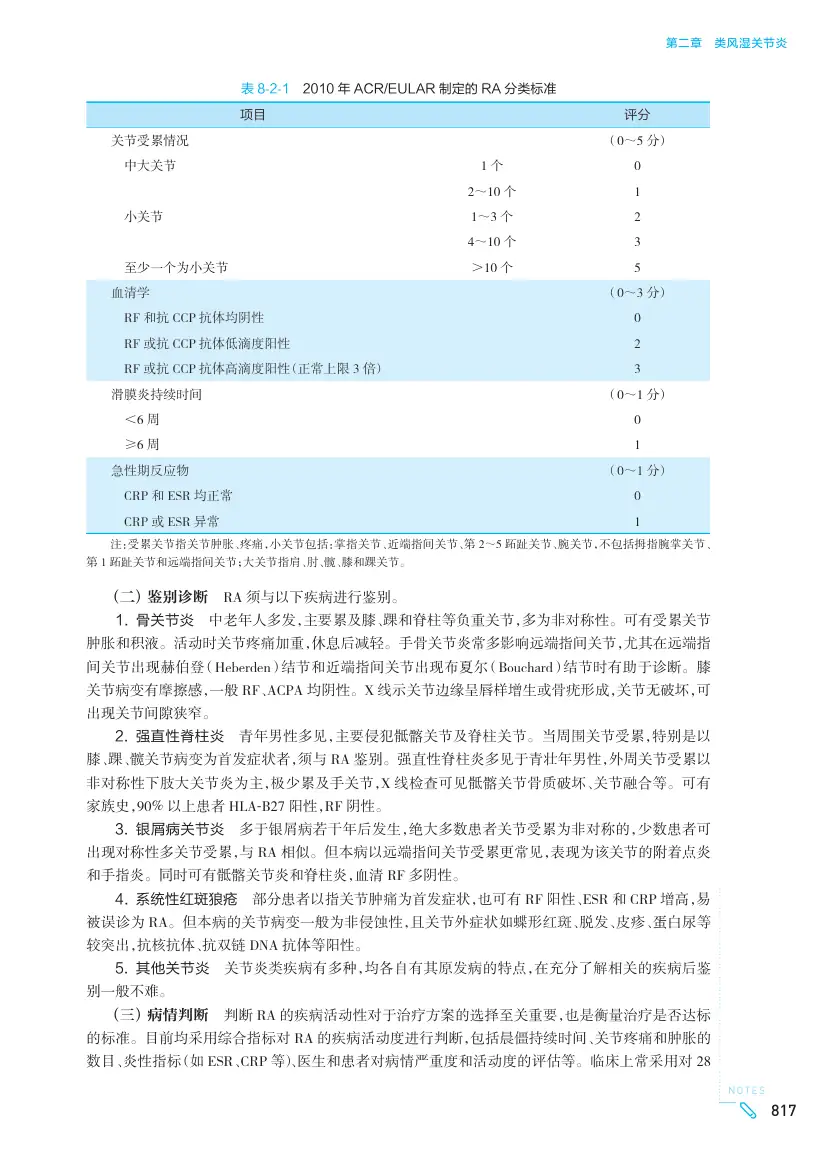 第二章 类风湿关节炎
表 8-2-1 2010 年 ACR/EULAR 制定的 RA 分类标准
项目 评分
关节受累情况 （0～5 分）
中大关节 1 个 0
2～10 个 1
小关节 1～3 个 2
4～10 个 3
至少一个为小关节 ＞10 个 5
血清学 （0～3 分）
RF 和抗 CCP 抗体均阴性 0
RF 或抗 CCP 抗体低滴度阳性 2
RF 或抗 CCP 抗体高滴度阳性（正常上限 3 倍） 3
滑膜炎持续时间 （0～1 分）
＜6 周 0
≥6 周 1
急性期反应物 （0～1 分）
CRP 和 ESR 均正常 0
CRP 或 ESR 异常 1
注：受累关节指关节肿胀、疼痛，小关节包括：掌指关节、近端指间关节、第 2～5 跖趾关节、腕关节，不包括拇指腕掌关节、
第 1 跖趾关节和远端指间关节；大关节指肩、肘、髋、膝和踝关节。
（二）鉴别诊断 RA 须与以下疾病进行鉴别。
1. 骨关节炎 中老年人多发，主要累及膝、踝和脊柱等负重关节，多为非对称性。可有受累关节
肿胀和积液。活动时关节疼痛加重，休息后减轻。手骨关节炎常多影响远端指间关节，尤其在远端指
间关节出现赫伯登（Heberden）结节和近端指间关节出现布夏尔（Bouchard）结节时有助于诊断。膝
关节病变有摩擦感，一般 RF、ACPA 均阴性。X 线示关节边缘呈唇样增生或骨疣形成，关节无破坏，可
出现关节间隙狭窄。
2. 强直性脊柱炎 青年男性多见，主要侵犯骶髂关节及脊柱关节。当周围关节受累，特别是以
膝、踝、髋关节病变为首发症状者，须与 RA 鉴别。强直性脊柱炎多见于青壮年男性，外周关节受累以
非对称性下肢大关节炎为主，极少累及手关节，X 线检查可见骶髂关节骨质破坏、关节融合等。可有
家族史，90% 以上患者 HLA-B27 阳性，RF 阴性。
3. 银屑病关节炎 多于银屑病若干年后发生，绝大多数患者关节受累为非对称的，少数患者可
出现对称性多关节受累，与 RA 相似。但本病以远端指间关节受累更常见，表现为该关节的附着点炎
和手指炎。同时可有骶髂关节炎和脊柱炎，血清 RF 多阴性。
4. 系统性红斑狼疮 部分患者以指关节肿痛为首发症状，也可有 RF 阳性、ESR 和 CRP 增高，易
被误诊为 RA。但本病的关节病变一般为非侵蚀性，且关节外症状如蝶形红斑、脱发、皮疹、蛋白尿等
较突出，抗核抗体、抗双链 DNA 抗体等阳性。
5. 其他关节炎 关节炎类疾病有多种，均各自有其原发病的特点，在充分了解相关的疾病后鉴
别一般不难。
（三）病情判断 判断 RA 的疾病活动性对于治疗方案的选择至关重要，也是衡量治疗是否达标
的标准。目前均采用综合指标对 RA 的疾病活动度进行判断，包括晨僵持续时间、关节疼痛和肿胀的
数目、炎性指标（如 ESR、CRP 等）、医生和患者对病情严重度和活动度的评估等。临床上常采用对 28
NOTES
817